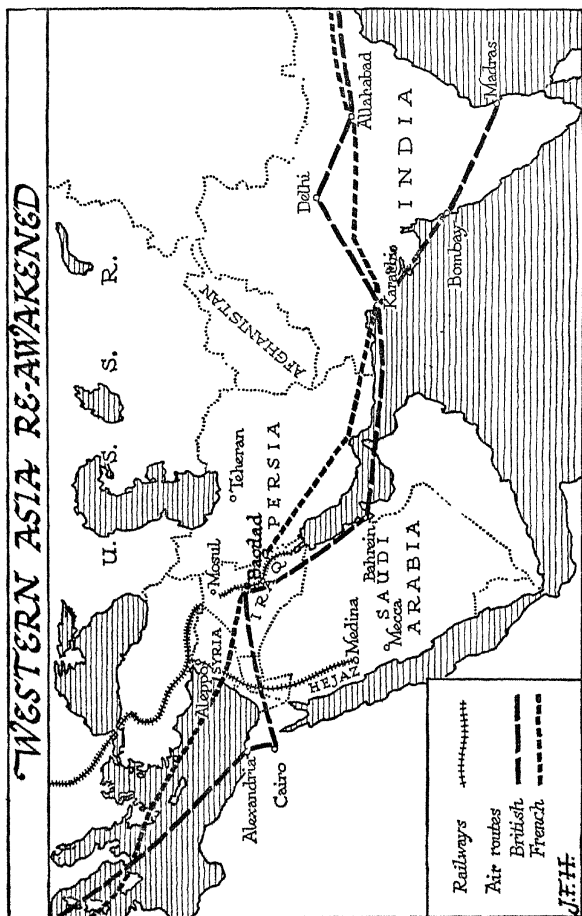 WESTERN ASIA RE-AWAKENED
U. S. S. R.
AFGHANISTAN
Delhi
Allahabad
INDIA
Karachi
Bombay
Madras
Teheran
PERSIA
Mosul
Bagdad
IRAQ
Bahrein
SAUDI
ARABIA
Mecca
Medina
HEJAZ
SYRIA
Aleppo
Alexandria
Cairo
Railways
Air routes
British
French
J.F.H.